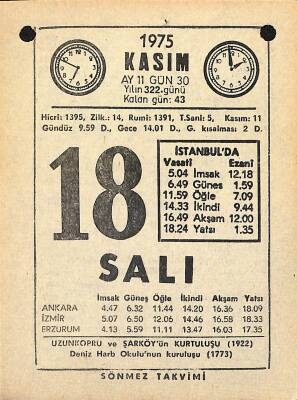 1975
KASIM
AY 11 GÜN 30
Yılın 322.günü
Kalan gün: 43
Hicri: 1395, Zilk.: 14, Rumi: 1391, T.Sani: 5, Kasım: 11
Gündüz 9.59 D., Gece 14.01 D., G. kısalması: 2 D.
18
İSTANBUL'DA
Vasati Ezani
5.04 İmsak 12.18
6.49 Güneş 1.59
11.59 Öğle 7.09
14.33 İkindi 9.44
16.49 Akşam 12.00
18.24 Yatsı 1.35
SALI
İmsak Güneş Öğle İkindi Akşam Yatsı
ANKARA 4.47 6.32 11.44 14.20 16.36 18.09
İZMİR 5.07 6.50 12.06 14.46 16.58 18.33
ERZURUM 4.13 5.59 11.11 13.47 16.03 17.35
UZUNKÖPRÜ ve ŞARKÖY'ün KURTULUŞU (1922)
Deniz Harb Okulu'nun kuruluşu (1773)
SÖNMEZ TAKVİMİ